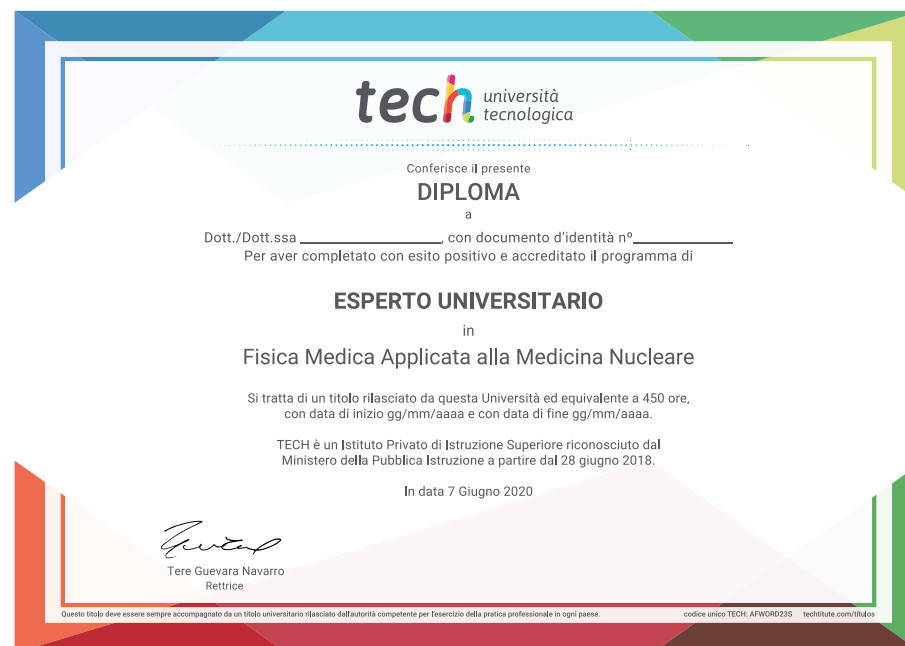 tech università
tecnologica
Conferisce il presente
DIPLOMA
a
Dott./Dott.ssa ____________________, con documento d'identità nº______________
Per aver completato con esito positivo e accreditato il programma di
ESPERTO UNIVERSITARIO
in
Fisica Medica Applicata alla Medicina Nucleare
Si tratta di un titolo rilasciato da questa Università ed equivalente a 450 ore,
con data di inizio gg/mm/aaaa e con data di fine gg/mm/aaaa.
TECH è un Istituto Privato di Istruzione Superiore riconosciuto dal
Ministero della Pubblica Istruzione a partire dal 28 giugno 2018.
In data 7 Giugno 2020
Tere Guevara Navarro
Rettrice
Questo titolo deve essere sempre accompagnato da un titolo universitario rilasciato dall'autorità competente per l'esercizio della pratica professionale in ogni paese. codice unico TECH: AFWORD23S techtitute.com/títulos